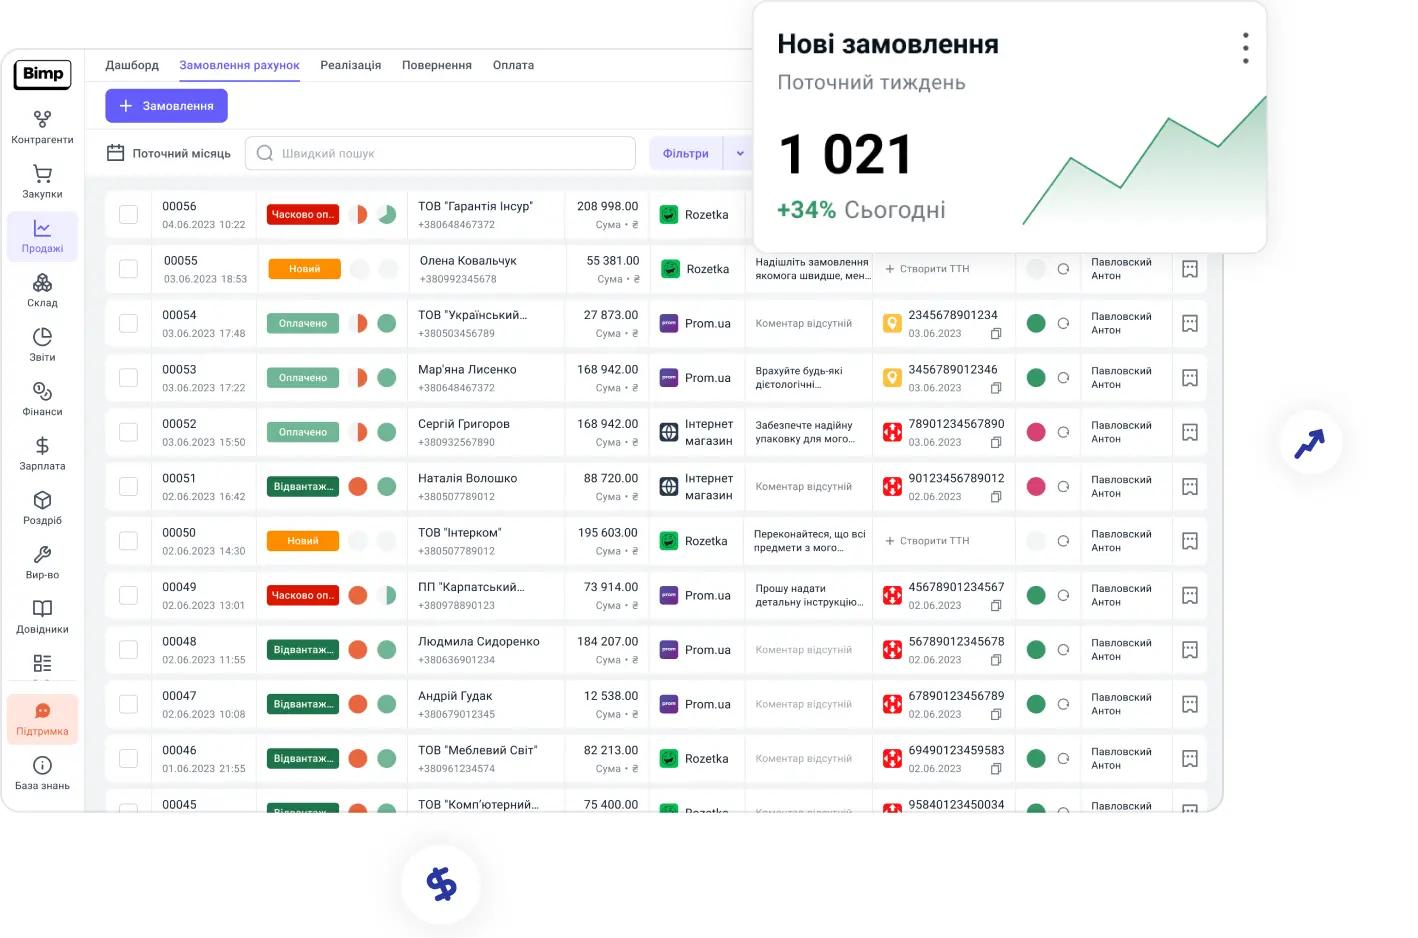 Bimp
Контрагенти
Закупки
Продажі
Склад
Звіти
Фінанси
Зарплата
Роздріб
Вир-во
Довідники
Підтримка
База знань
Дашборд Замовлення рахунок Реалізація Повернення Оплата
+ Замовлення
Поточний місяць Швидкий пошук Фільтри
Нові замовлення
Поточний тиждень
1 021
+34% Сьогодні
00056 Часково оп.. ТОВ "Гарантія Інсур" 208 998.00 Rozetka
04.06.2023 10:22 +380648467372 Сума • ₴
00055 Новий Олена Ковальчук 55 381.00 Rozetka Надішліть замовлення + Створити ТТН Павловский
03.06.2023 18:53 +380992345678 Сума • ₴ якомога швидше, мен... Антон
00054 Оплачено ТОВ "Український... 27 873.00 prom Prom.ua Коментар відсутній 2345678901234 Павловский
03.06.2023 17:48 +380503456789 Сума • ₴ 03.06.2023 Антон
00053 Оплачено Мар'яна Лисенко 168 942.00 prom Prom.ua Врахуйте будь-які 3456789012346 Павловский
03.06.2023 17:22 +380648467372 Сума • ₴ дієтологічні... 03.06.2023 Антон
00052 Оплачено Сергій Григоров 168 942.00 Інтернет Забезпечте надійну 78901234567890 Павловский
03.06.2023 15:50 +380932567890 Сума • ₴ магазин упаковку для мого... 03.06.2023 Антон
00051 Відвантаж... Наталія Волошко 88 720.00 Інтернет Коментар відсутній 90123456789012 Павловский
02.06.2023 16:42 +380507789012 Сума • ₴ магазин 02.06.2023 Антон
00050 Новий ТОВ "Інтерком" 195 603.00 Rozetka Переконайтеся, що всі + Створити ТТН Павловский
02.06.2023 14:30 +380507789012 Сума • ₴ предмети з мого... Антон
00049 Часково оп.. ПП "Карпатський... 73 914.00 prom Prom.ua Прошу надати 45678901234567 Павловский
02.06.2023 13:01 +380978890123 Сума • ₴ детальну інструкцію... 02.06.2023 Антон
00048 Відвантаж... Людмила Сидоренко 184 207.00 prom Prom.ua Коментар відсутній 56789012345678 Павловский
02.06.2023 11:55 +380636901234 Сума • ₴ 02.06.2023 Антон
00047 Відвантаж... Андрій Гудак 12 538.00 prom Prom.ua Коментар відсутній 67890123456789 Павловский
02.06.2023 10:08 +380679012345 Сума • ₴ 02.06.2023 Антон
00046 Відвантаж... ТОВ "Меблевий Світ" 82 213.00 Rozetka Коментар відсутній 69490123459583 Павловский
01.06.2023 21:55 +380961234574 Сума • ₴ 02.06.2023 Антон
00045 Відвантаж... ТОВ "Комп'ютерний... 75 400.00 Rozetka Коментар відсутній 95840123450034 Павловский